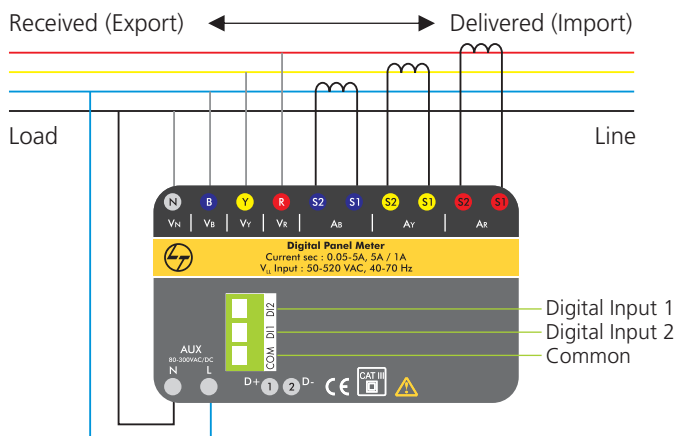 Received (Export) Delivered (Import)
Load Line
N B Y R S2 S1 S2 S1 S2 S1
VN VB VY VR AB AY AR
Digital Panel Meter
Current sec : 0.05-5A, 5A / 1A
VLL Input : 50-520 VAC, 40-70 Hz
DI2 Digital Input 1
DI1 Digital Input 2
COM Common
AUX
80-300VAC/DC
N L
D+ 1 2 D- CE CAT III